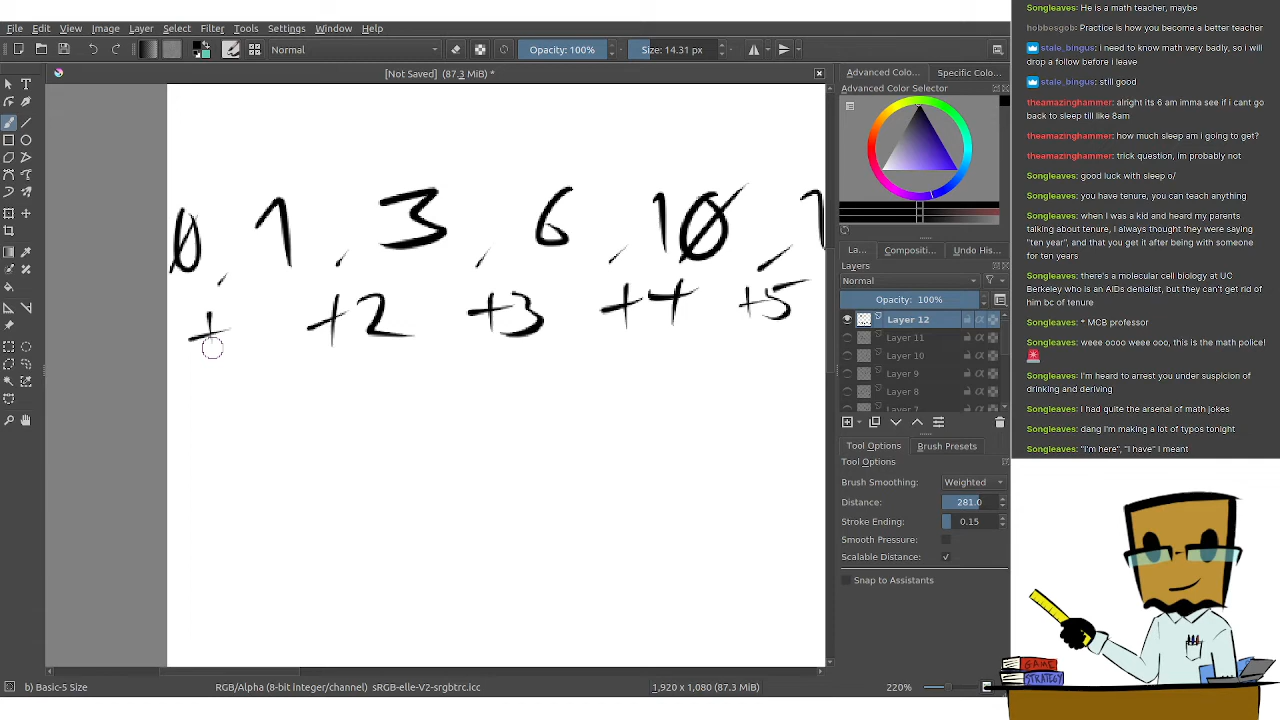 File Edit View Image Layer Select Filter Tools Settings Window Help
Normal Opacity: 100% Size: 14.31 px
[Not Saved] (87.3 MiB) *
0, 1, 3, 6, 10, 1
+ +2 +3 +4 +5
Advanced Colo... Specific Colo...
Advanced Color Selector
La... Compositi... Undo His...
Layers
Normal
Opacity: 100%
Layer 12
Layer 11
Layer 10
Layer 9
Layer 8
Tool Options Brush Presets
Tool Options
Brush Smoothing: Weighted
Distance: 281.0
Stroke Ending: 0.15
Smooth Pressure:
Scalable Distance: ✓
Snap to Assistants
b) Basic-5 Size RGB/Alpha (8-bit integer/channel) sRGB-elle-V2-srgbtrc.icc 1,920 x 1,080 (87.3 MiB) 220%
Songleaves: He is a math teacher, maybe
hobbesgob: Practice is how you become a better teacher
stale_bingus: i need to know math very badly, so i will
drop a follow before i leave
stale_bingus: still good
theamazinghammer: alright its 6 am imma see if i cant go
back to sleep till like 8am
theamazinghammer: how much sleep am i going to get?
theamazinghammer: trick question, im probably not
Songleaves: good luck with sleep o/
Songleaves: you have tenure, you can teach anything
Songleaves: when I was a kid and heard my parents
talking about tenure, I always thought they were saying
"ten year", and that you get it after being with someone
for ten years
Songleaves: there's a molecular cell biology at UC
Berkeley who is an AIDs denialist, but they can't get rid of
him bc of tenure
Songleaves: * MCB professor
Songleaves: weee oooo weee ooo, this is the math police!
Songleaves: I'm heard to arrest you under suspicion of
drinking and deriving
Songleaves: I had quite the arsenal of math jokes
Songleaves: dang I'm making a lot of typos tonight
Songleaves: "I'm here", "I have" I meant
GAME
STRATEGY